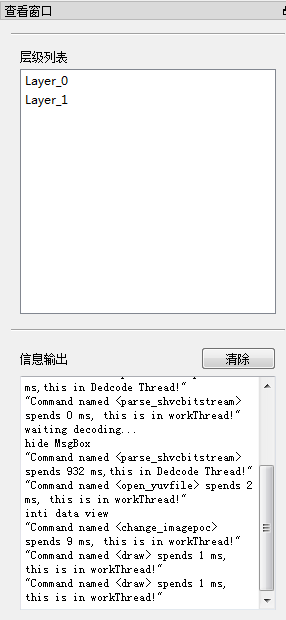 查看窗口
层级列表
Layer_0
Layer_1
信息输出
清除
ms,this in Dedcode Thread!"
"Command named <parse_shvcbitstream>
spends 0 ms, this is in workThread!"
waiting decoding...
hide MsgBox
"Command named <parse_shvcbitstream>
spends 932 ms,this in Dedcode Thread!"
"Command named <open_yuvfile> spends 2
ms, this is in workThread!"
inti data view
"Command named <change_imagepoc>
spends 9 ms, this is in workThread!"
"Command named <draw> spends 1 ms,
this is in workThread!"
"Command named <draw> spends 1 ms,
this is in workThread!"